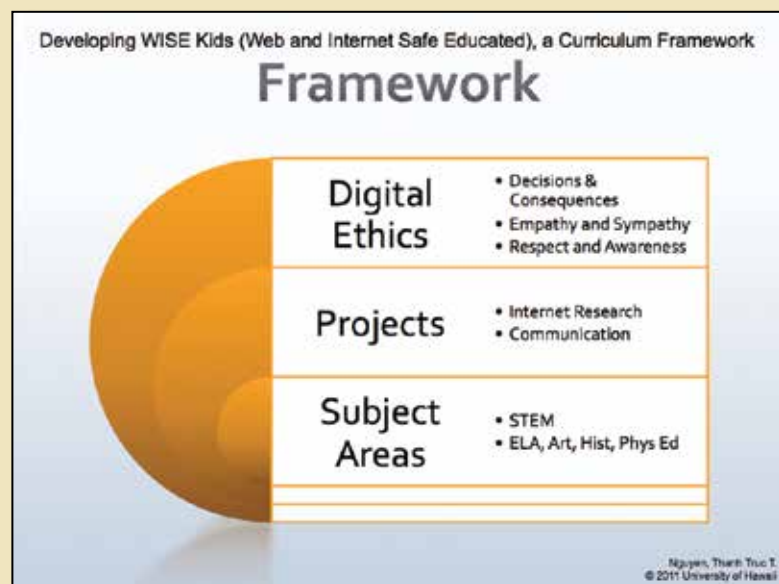 Developing WISE Kids (Web and Internet Safe Educated), a Curriculum Framework
Framework
Digital
Ethics
• Decisions &
Consequences
• Empathy and Sympathy
• Respect and Awareness
Projects
• Internet Research
• Communication
Subject
Areas
• STEM
• ELA, Art, Hist, Phys Ed
Nguyen, Thanh Truc T.
© 2011 University of Hawaii